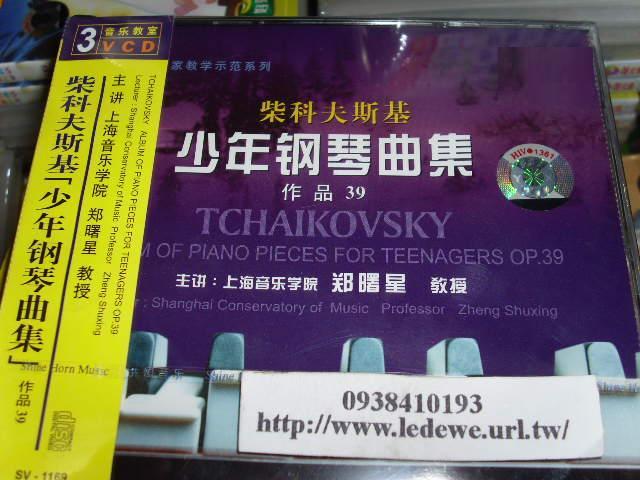 3 音乐教室
VCD
柴科夫斯基「少年钢琴曲集」作品39
主讲 上海音乐学院 郑曙星 教授
TCHAIKOVSKY ALBUM OF PIANO PIECES FOR TEENAGERS OP.39
Lecturer: Shanghai Conservatory of Music Professor Zheng Shuxing
SV-1169
家教学示范系列
柴科夫斯基
少年钢琴曲集
作品 39
TCHAIKOVSKY
M OF PIANO PIECES FOR TEENAGERS OP.39
主讲:上海音乐学院 郑曙星 教授
er: Shanghai Conservatory of Music Professor Zheng Shuxing
HJV 1361
Shine Horn Music
0938410193
http://www.ledewe.url.tw/